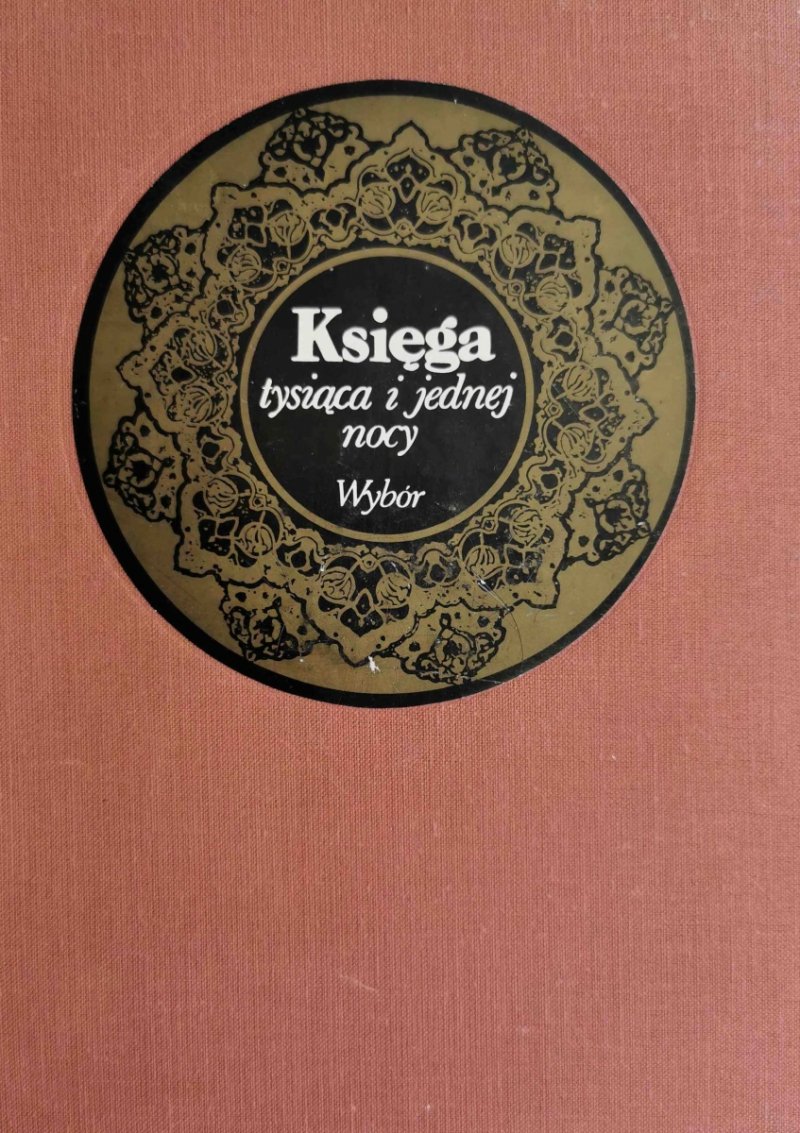 Księga
tysiąca i jednej
nocy
Wybór